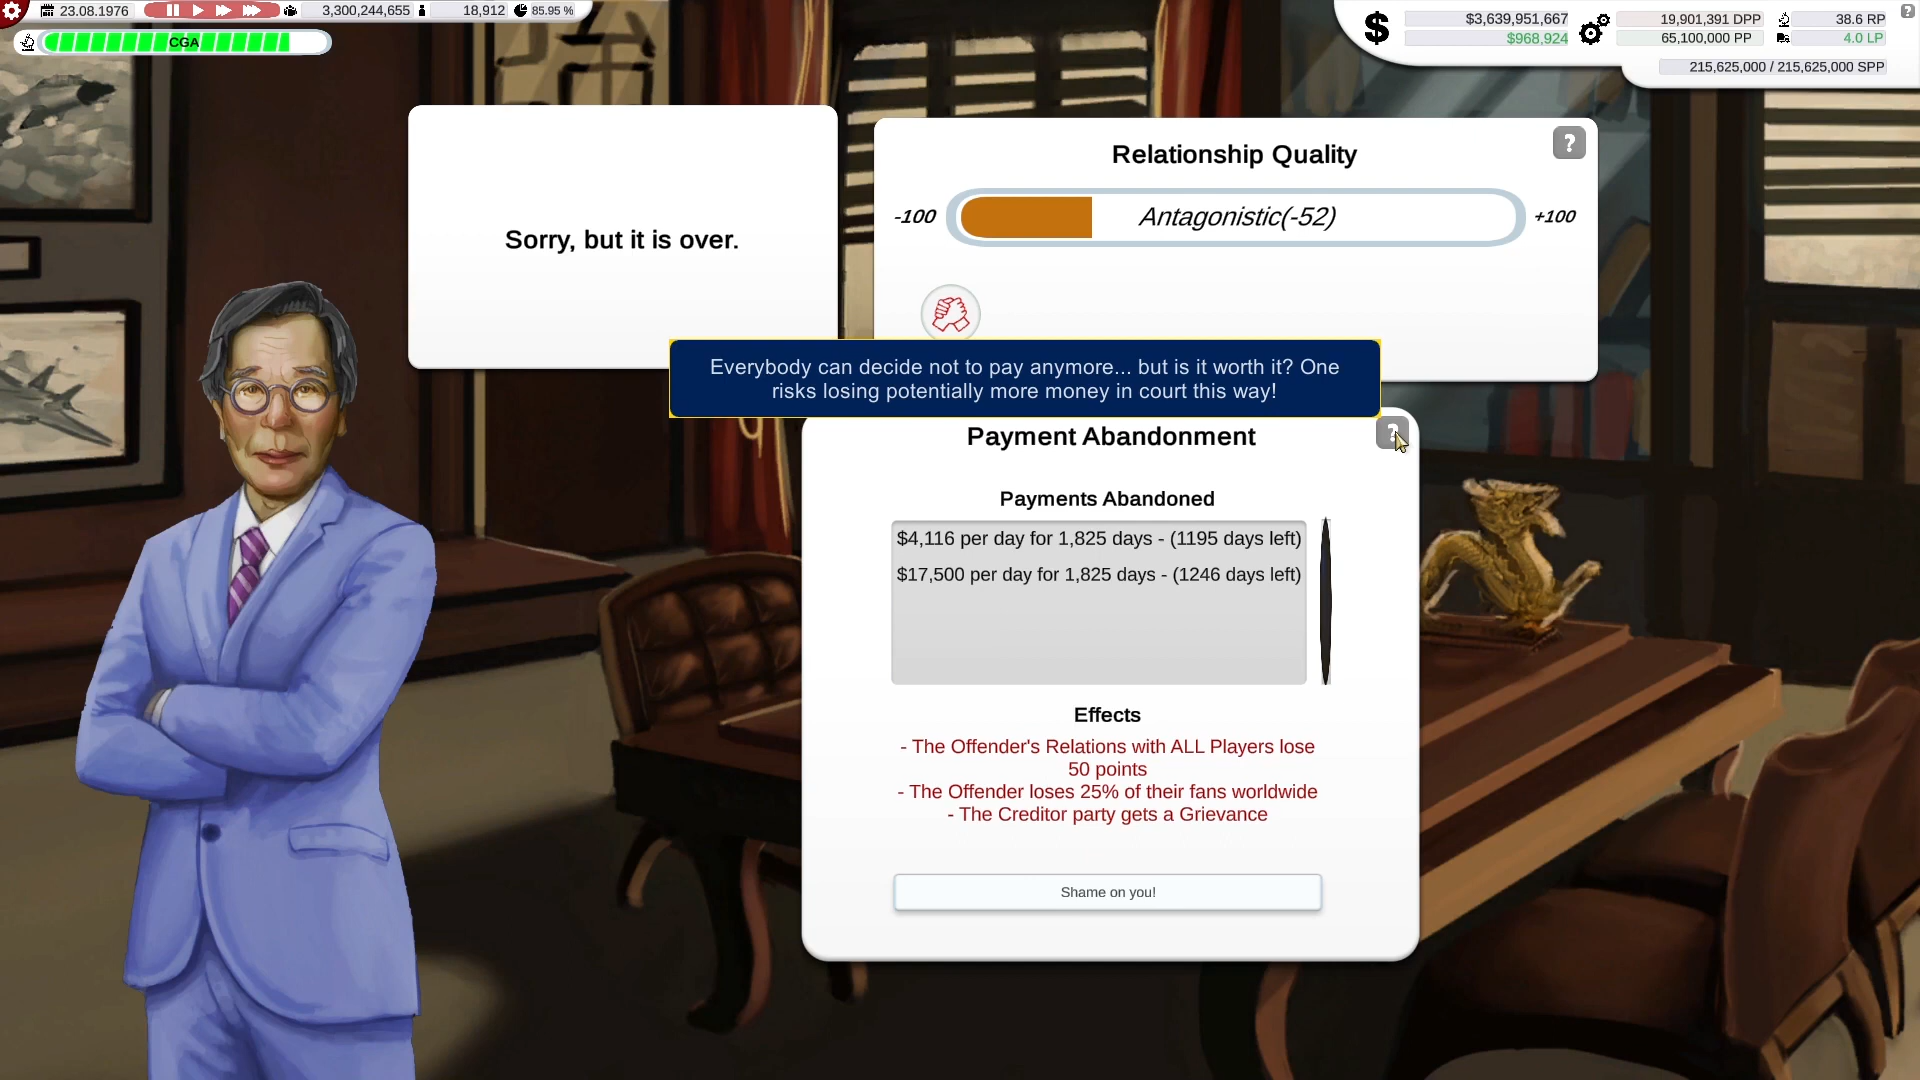 23.08.1976
3,300,244,655
18,912
85.95 %
CGA
$3,639,951,667
$968,924
19,901,391 DPP
65,100,000 PP
38.6 RP
4.0 LP
215,625,000 / 215,625,000 SPP
?
Sorry, but it is over.
Relationship Quality
?
-100
Antagonistic(-52)
+100
Everybody can decide not to pay anymore... but is it worth it? One
risks losing potentially more money in court this way!
Payment Abandonment
?
Payments Abandoned
$4,116 per day for 1,825 days - (1195 days left)
$17,500 per day for 1,825 days - (1246 days left)
Effects
- The Offender's Relations with ALL Players lose
50 points
- The Offender loses 25% of their fans worldwide
- The Creditor party gets a Grievance
Shame on you!